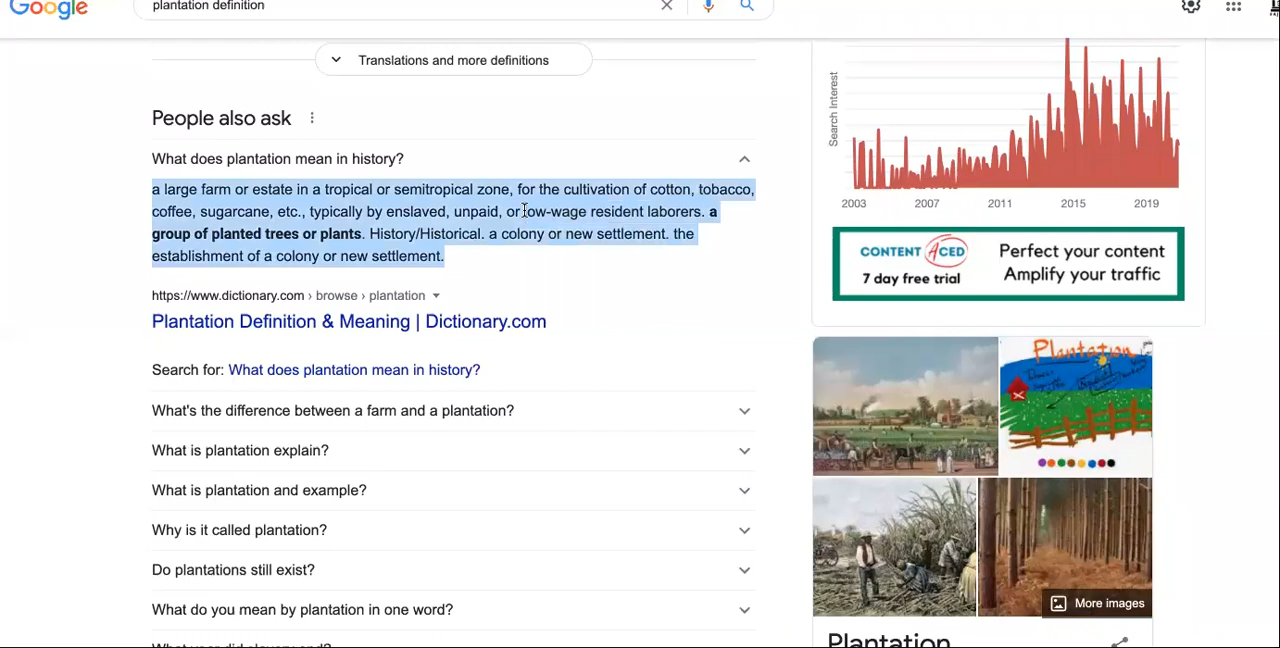 Google
plantation definition
Translations and more definitions
People also ask
What does plantation mean in history?
a large farm or estate in a tropical or semitropical zone, for the cultivation of cotton, tobacco,
coffee, sugarcane, etc., typically by enslaved, unpaid, or low-wage resident laborers. a
group of planted trees or plants. History/Historical. a colony or new settlement. the
establishment of a colony or new settlement.
https://www.dictionary.com › browse › plantation
Plantation Definition & Meaning | Dictionary.com
Search for: What does plantation mean in history?
What's the difference between a farm and a plantation?
What is plantation explain?
What is plantation and example?
Why is it called plantation?
Do plantations still exist?
What do you mean by plantation in one word?
Search Interest
2003 2007 2011 2015 2019
CONTENT ACED
7 day free trial
Perfect your content
Amplify your traffic
Plantation
More images
Plantation